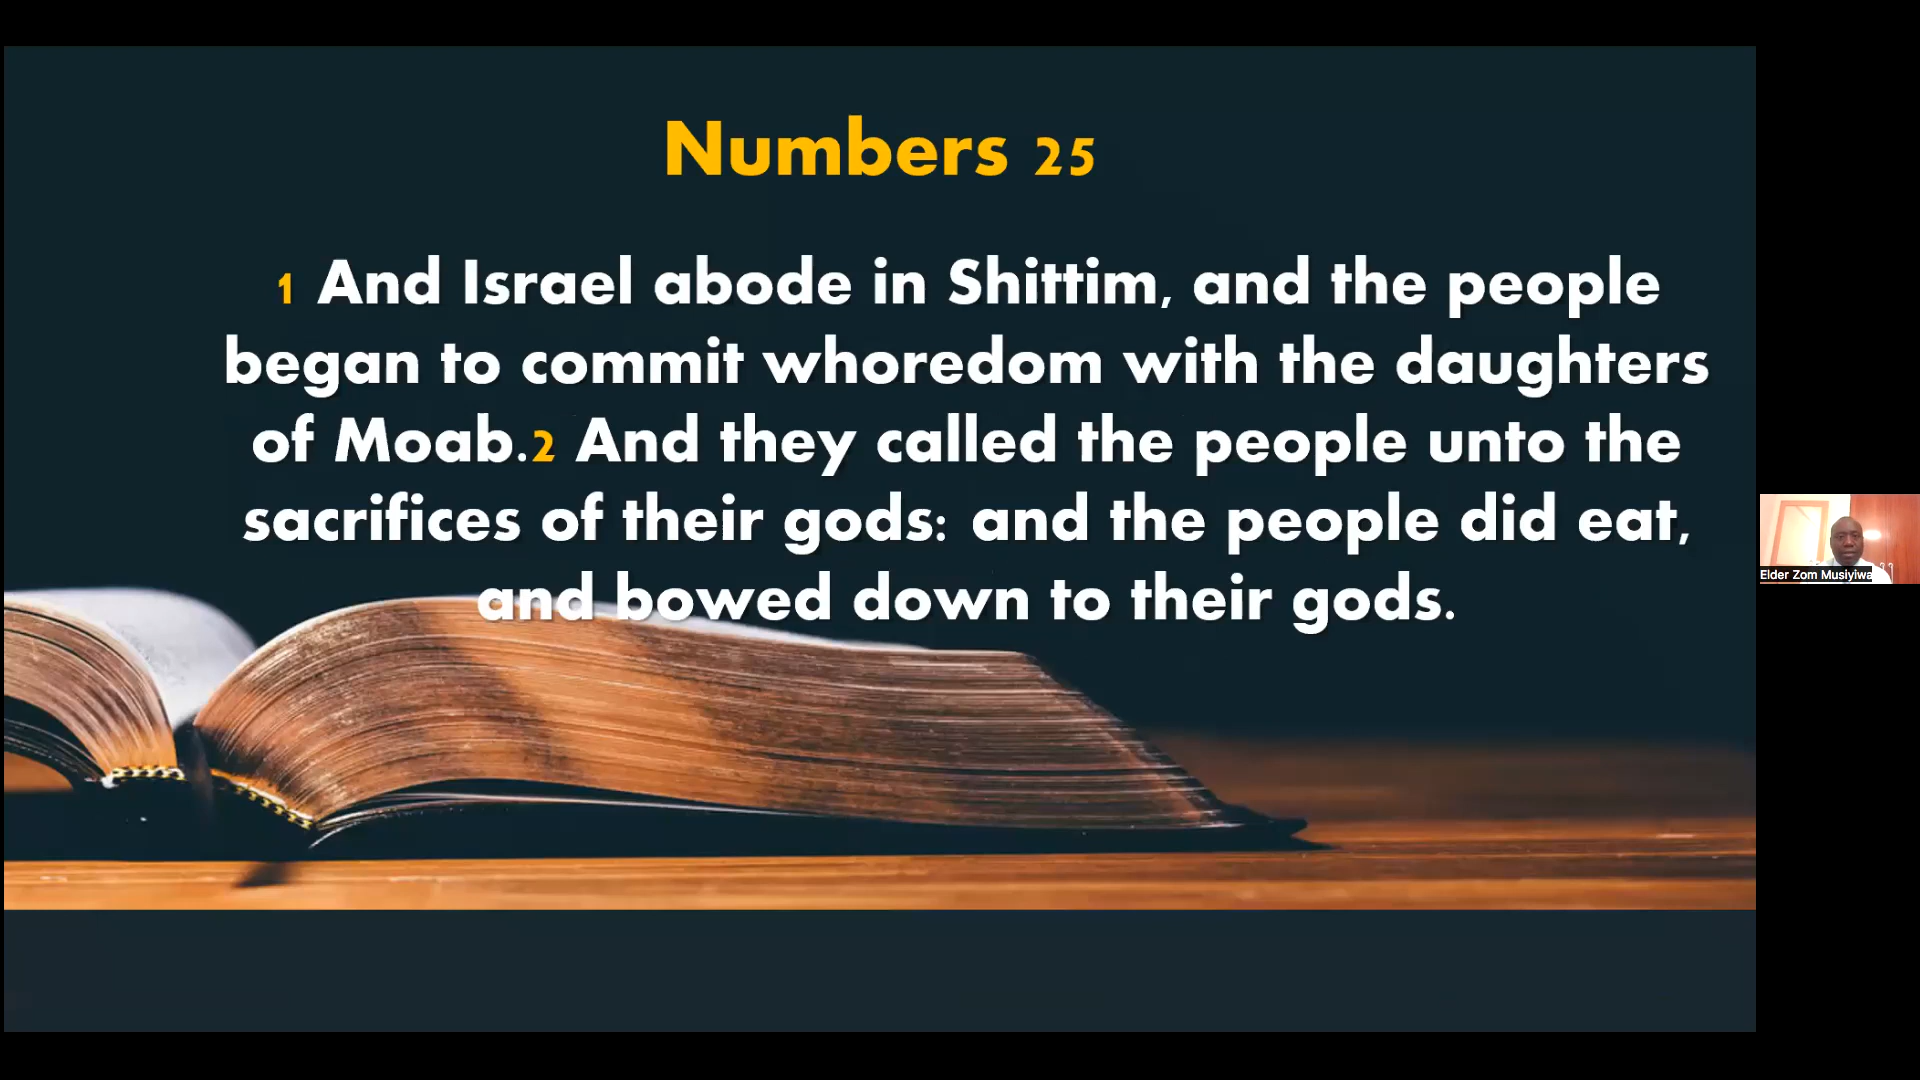 Numbers 25
1 And Israel abode in Shittim, and the people
began to commit whoredom with the daughters
of Moab.2 And they called the people unto the
sacrifices of their gods: and the people did eat,
and bowed down to their gods.
Elder Zom Musiyiwa